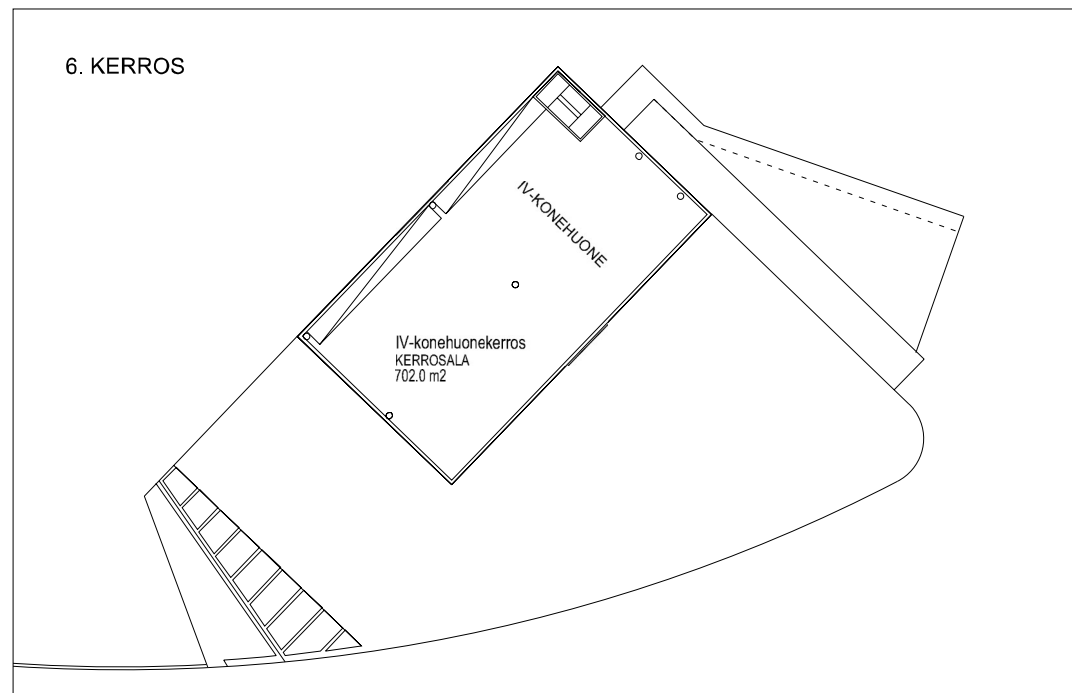 6. KERROS
IV-KONEHUONE
IV-konehuonekerros
KERROSALA
702.0 m2